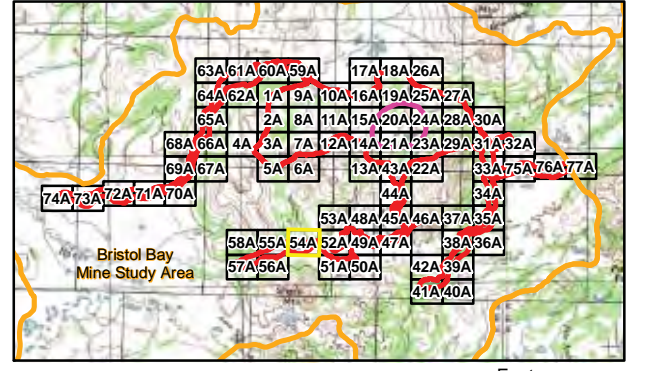 63A 61A 60A 59A 17A 18A 26A
64A 62A 1A 9A 10A 16A 19A 25A 27A
65A 2A 8A 11A 15A 20A 24A 28A 30A
68A 66A 4A 3A 7A 12A 14A 21A 23A 29A 31A 32A
69A 67A 5A 6A 13A 43A 22A 33A 75A 76A 77A
74A 73A 72A 71A 70A 44A 34A
53A 48A 45A 46A 37A 35A
58A 55A 54A 52A 49A 47A 38A 36A
Bristol Bay
Mine Study Area
57A 56A 51A 50A 42A 39A
41A 40A